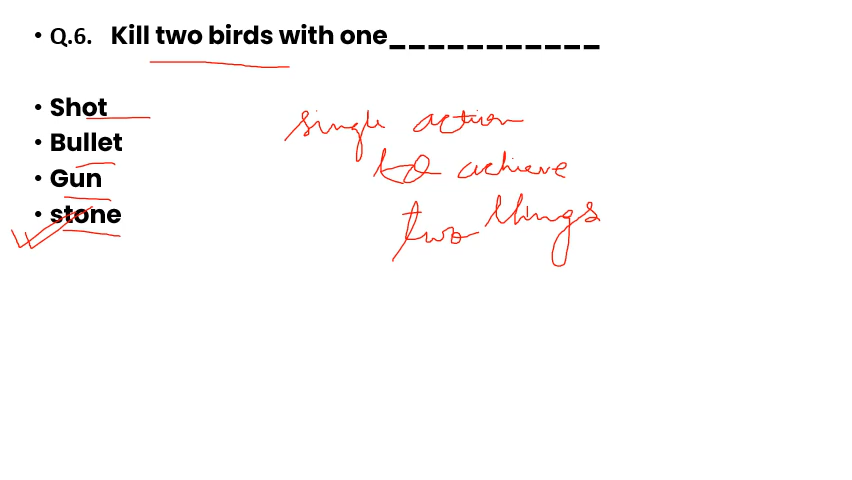 • Q.6. Kill two birds with one___________
• Shot
• Bullet
• Gun
• stone
single action
to achieve
two things